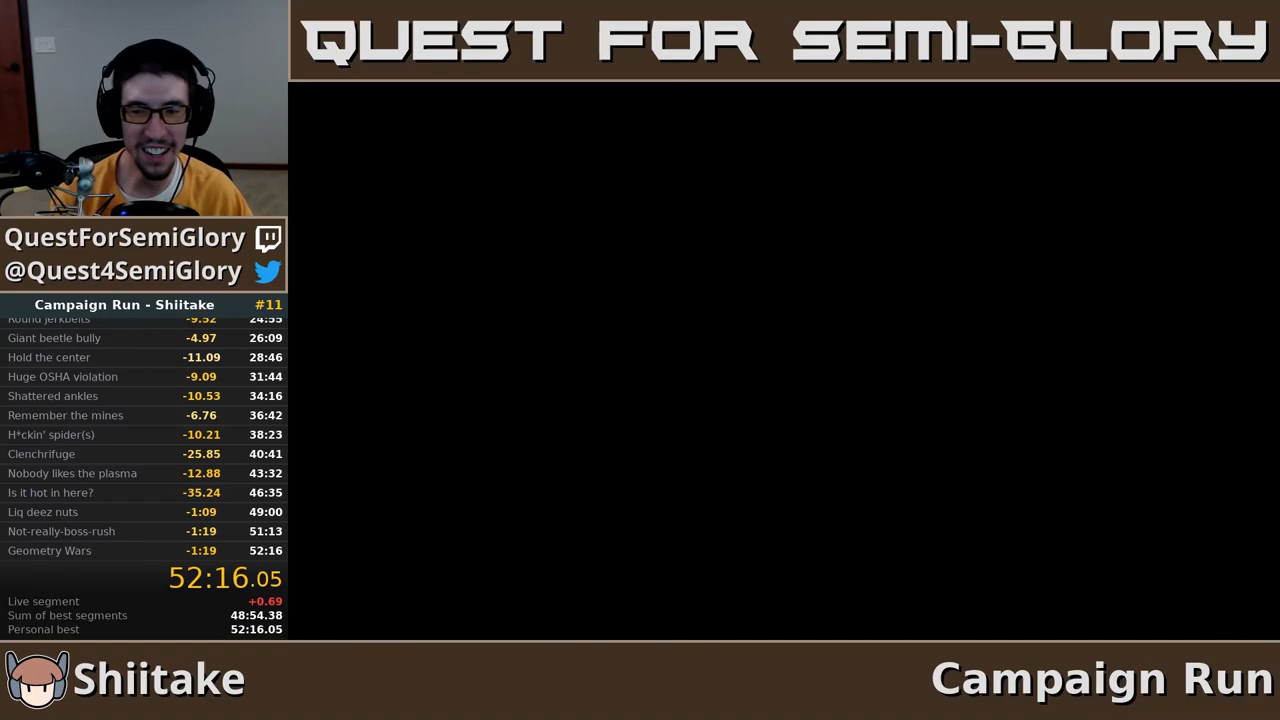 QUEST FOR SEMI-GLORY
QuestForSemiGlory
@Quest4SemiGlory
Campaign Run - Shiitake #11
Round jerkbelts -9.52 24:55
Giant beetle bully -4.97 26:09
Hold the center -11.09 28:46
Huge OSHA violation -9.09 31:44
Shattered ankles -10.53 34:16
Remember the mines -6.76 36:42
H*ckin' spider(s) -10.21 38:23
Clenchrifuge -25.85 40:41
Nobody likes the plasma -12.88 43:32
Is it hot in here? -35.24 46:35
Liq deez nuts -1:09 49:00
Not-really-boss-rush -1:19 51:13
Geometry Wars -1:19 52:16
52:16.05
Live segment +0.69
Sum of best segments 48:54.38
Personal best 52:16.05
Shiitake
Campaign Run